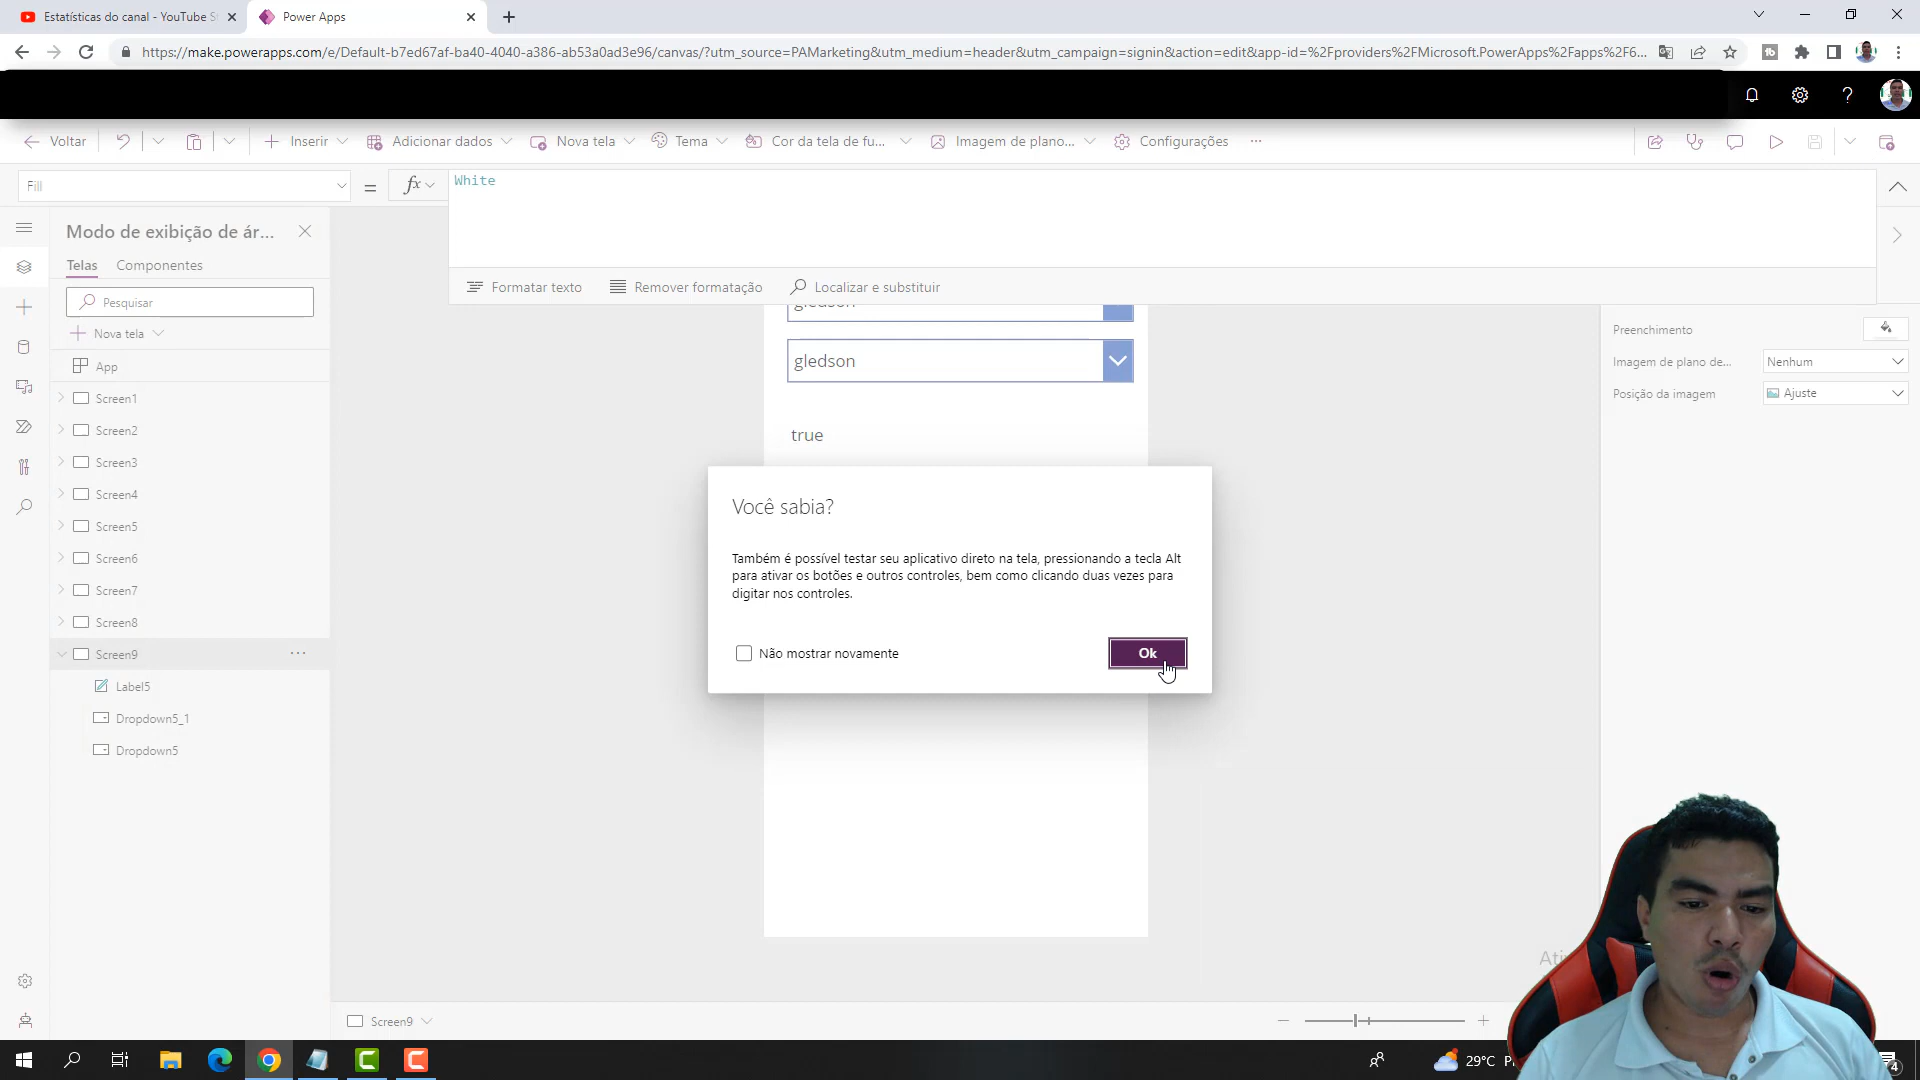 Estatísticas do canal - YouTube S
Power Apps
https://make.powerapps.com/e/Default-b7ed67af-ba40-4040-a386-ab53a0ad3e96/canvas/?utm_source=PAMarketing&utm_medium=header&utm_campaign=signin&action=edit&app-id=%2Fproviders%2FMicrosoft.PowerApps%2Fapps%2F6...
Voltar
Inserir
Adicionar dados
Nova tela
Tema
Cor da tela de fu...
Imagem de plano...
Configurações
Fill
=
fx
White
Formatar texto
Remover formatação
Localizar e substituir
Modo de exibição de ár...
Telas
Componentes
Pesquisar
Nova tela
App
Screen1
Screen2
Screen3
Screen4
Screen5
Screen6
Screen7
Screen8
Screen9
Label5
Dropdown5_1
Dropdown5
gledson
gledson
true
Você sabia?
Também é possível testar seu aplicativo direto na tela, pressionando a tecla Alt
para ativar os botões e outros controles, bem como clicando duas vezes para
digitar nos controles.
Não mostrar novamente
Ok
Preenchimento
Imagem de plano de...
Nenhum
Posição da imagem
Ajuste
Screen9
29°C
4